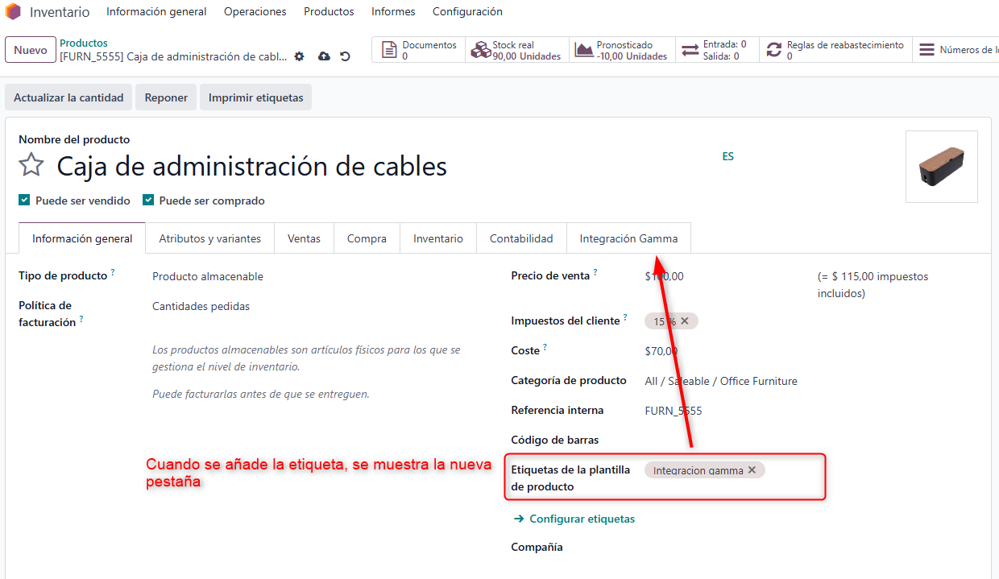 Inventario Información general Operaciones Productos Informes Configuración
Nuevo
Productos
[FURN_5555] Caja de administración de cabl...
Documentos
0
Stock real
90,00 Unidades
Pronosticado
-10,00 Unidades
Entrada: 0
Salida: 0
Reglas de reabastecimiento
0
Números de l
Actualizar la cantidad Reponer Imprimir etiquetas
Nombre del producto
Caja de administración de cables
ES
Puede ser vendido Puede ser comprado
Información general Atributos y variantes Ventas Compra Inventario Contabilidad Integración Gamma
Tipo de producto ? Producto almacenable
Política de
facturación ?
Cantidades pedidas
Los productos almacenables son artículos físicos para los que se
gestiona el nivel de inventario.
Puede facturarlas antes de que se entreguen.
Precio de venta ? $100,00
(= $ 115,00 impuestos
incluidos)
Impuestos del cliente ? 15 %
Coste ? $70,00
Categoría de producto All / Saleable / Office Furniture
Referencia interna FURN_5555
Código de barras
Cuando se añade la etiqueta, se muestra la nueva
pestaña
Etiquetas de la plantilla
de producto
Integracion gamma
Configurar etiquetas
Compañía